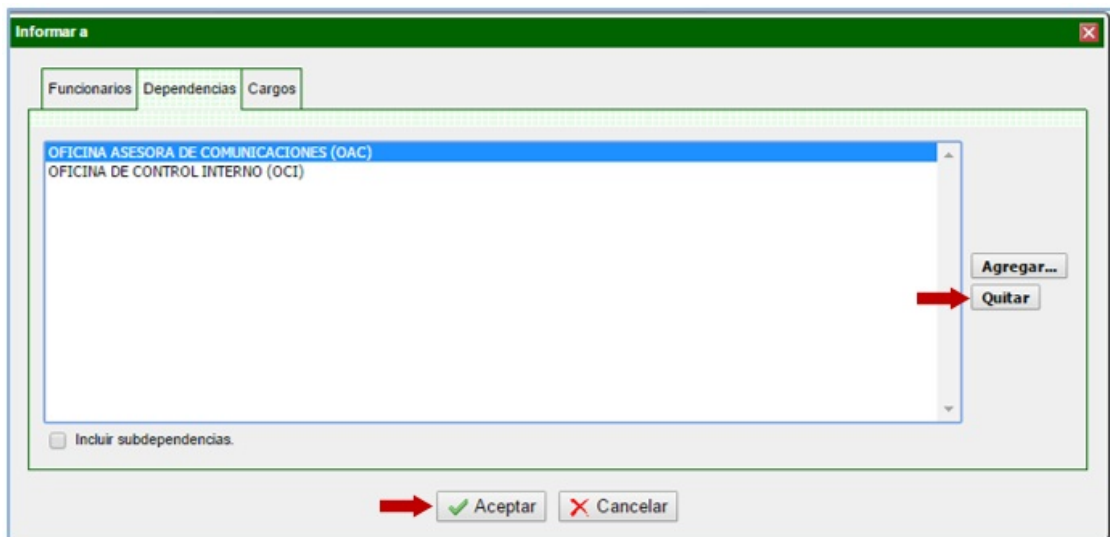 Informar a
Funcionarios Dependencias Cargos
OFICINA ASESORA DE COMUNICACIONES (OAC)
OFICINA DE CONTROL INTERNO (OCI)
Agregar...
Quitar
Incluir subdependencias.
Aceptar Cancelar